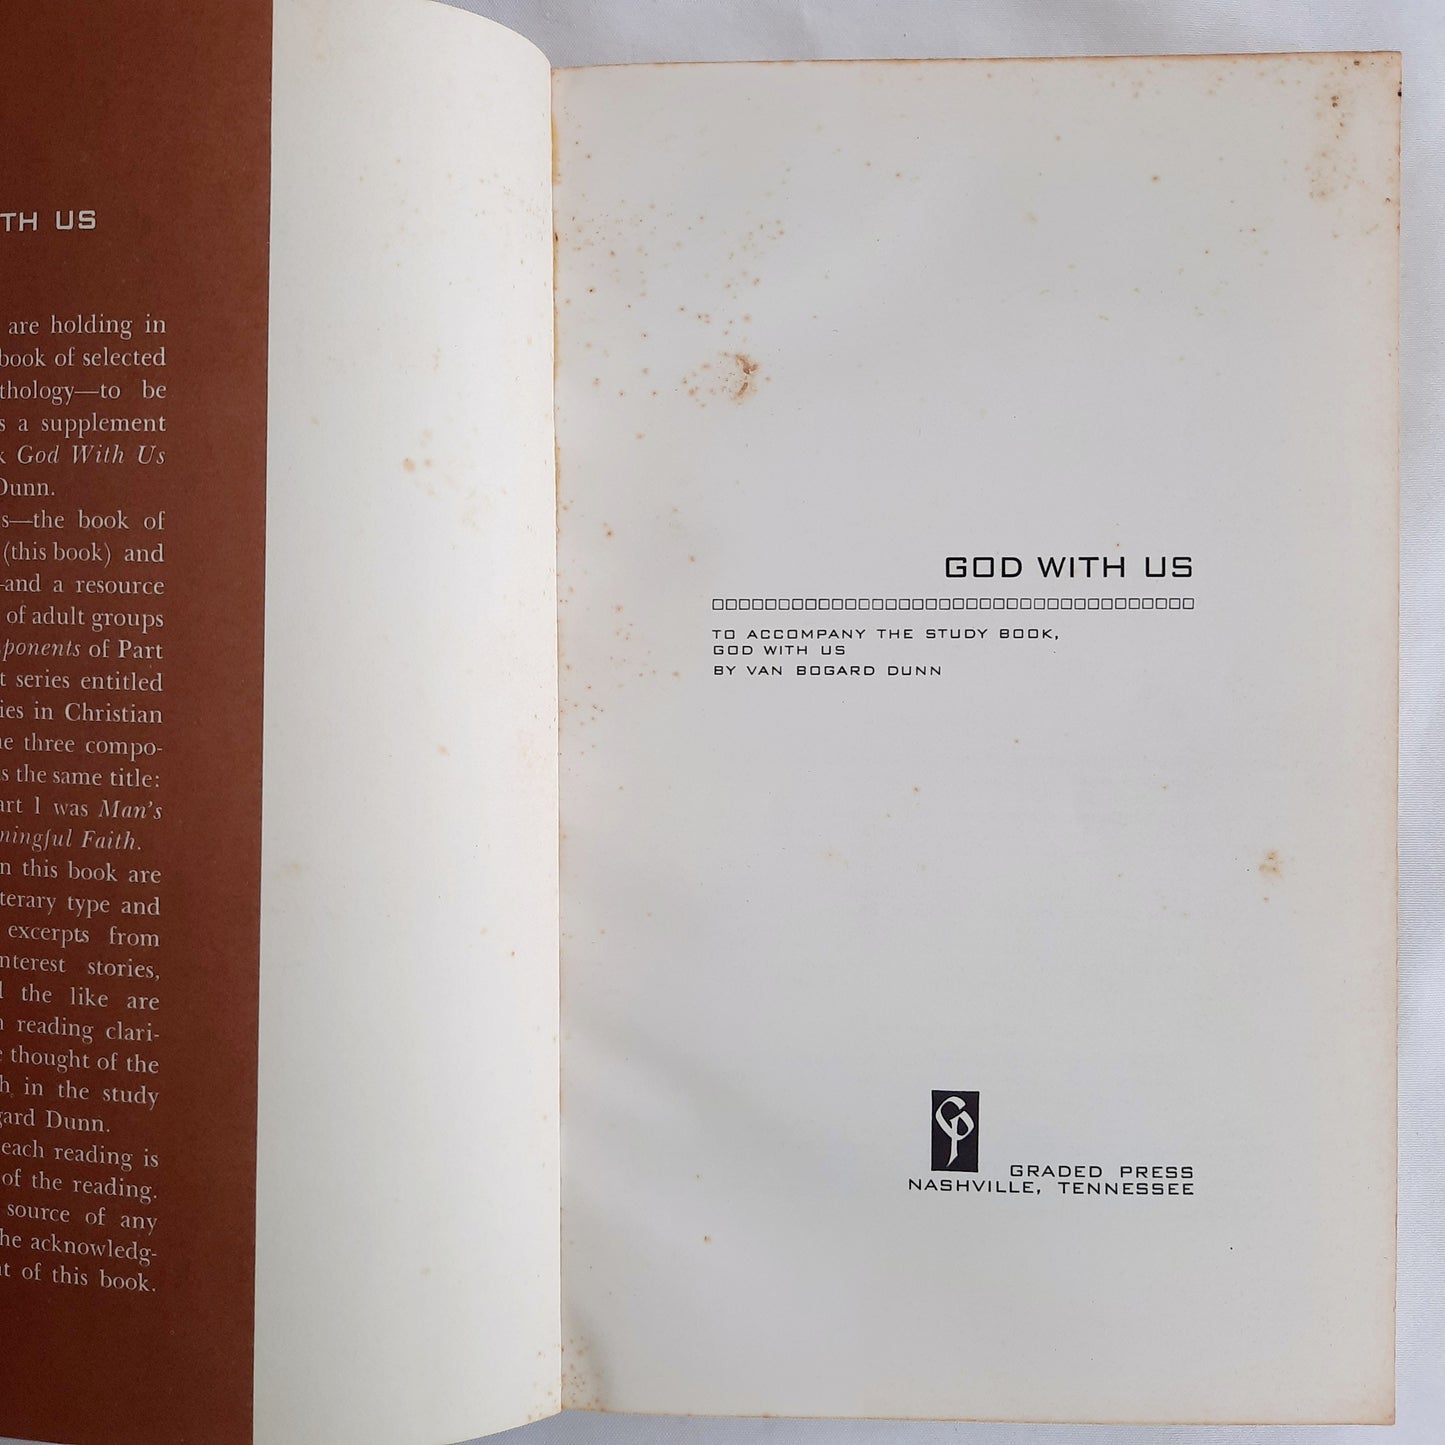 TH US
are holding in
book of selected
thology—to be
s a supplement
k God With Us
Dunn.
s—the book of
(this book) and
—and a resource
of adult groups
ponents of Part
t series entitled
ies in Christian
e three compo-
s the same title:
art 1 was Man's
ningful Faith.
n this book are
terary type and
excerpts from
nterest stories,
d the like are
n reading clari-
e thought of the
h in the study
gard Dunn.
each reading is
of the reading.
source of any
he acknowledg-
nt of this book.
GOD WITH US
TO ACCOMPANY THE STUDY BOOK,
GOD WITH US
BY VAN BOGARD DUNN
GRADED PRESS
NASHVILLE, TENNESSEE